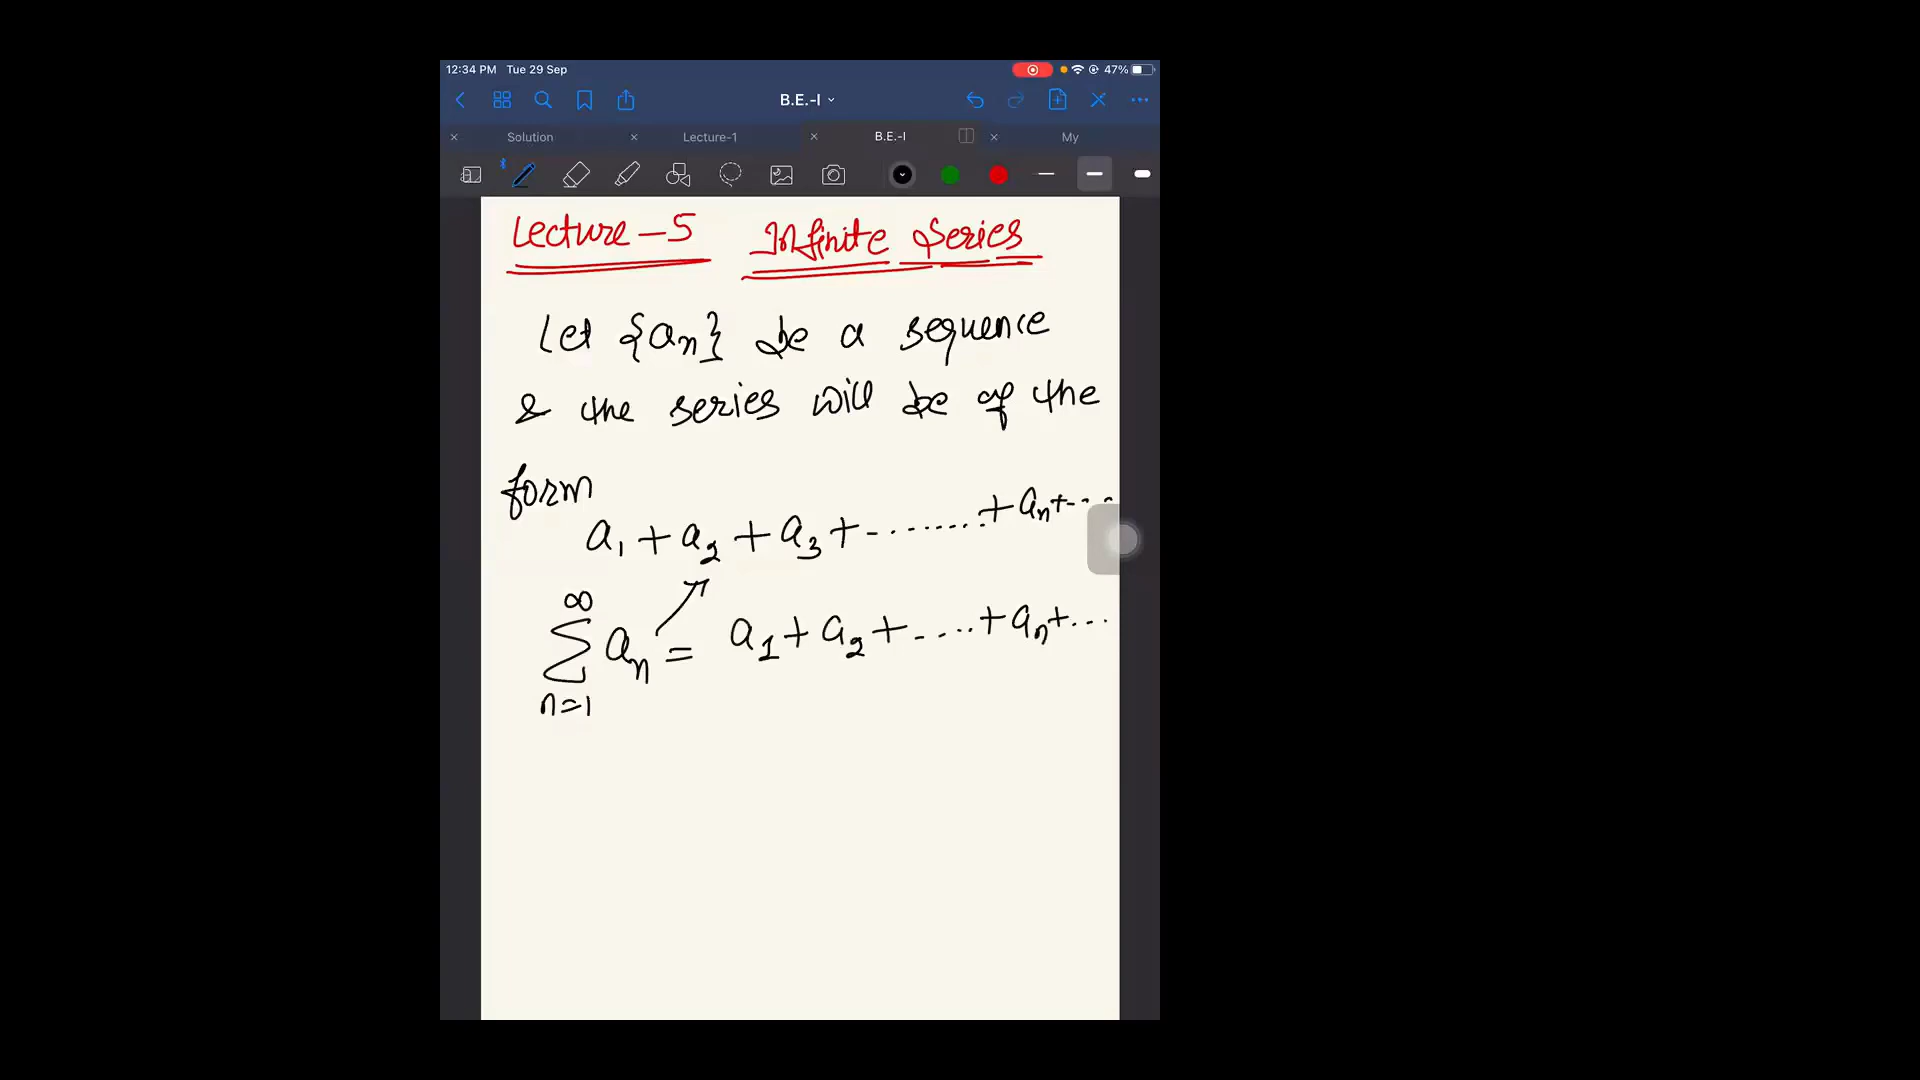 12:34 PM Tue 29 Sep 47%
B.E.-I
Solution Lecture-1 B.E.-I My
Lecture-5 Infinite Series
Let {aₙ} be a sequence
& the series will be of the
form
a₁ + a₂ + a₃ + ......... + aₙ + ....
∞
∑ aₙ = a₁ + a₂ + ..... + aₙ + ...
n=1